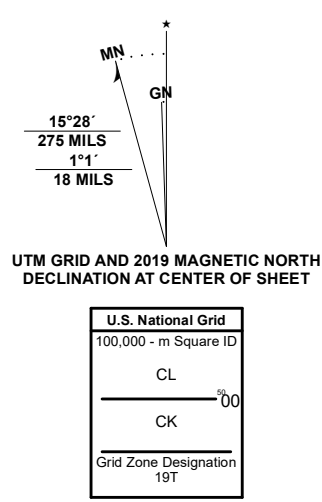 ★
MN
GN
15°28´
275 MILS
1°1´
18 MILS
UTM GRID AND 2019 MAGNETIC NORTH
DECLINATION AT CENTER OF SHEET
U.S. National Grid
100,000 - m Square ID
CL
50 00
CK
Grid Zone Designation
19T